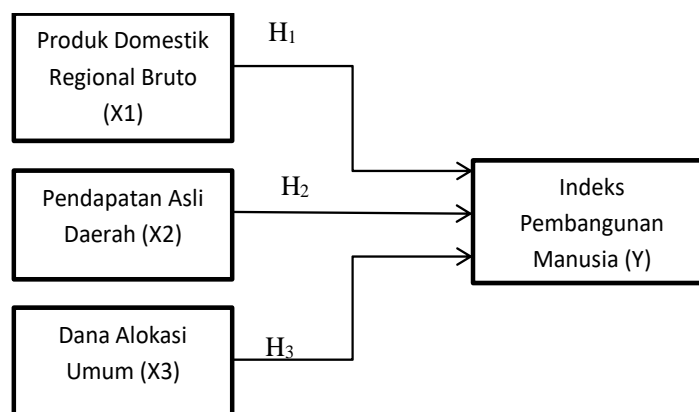 Produk Domestik
Regional Bruto
(X1)
H1
Pendapatan Asli
Daerah (X2)
H2
Dana Alokasi
Umum (X3)
H3
Indeks
Pembangunan
Manusia (Y)